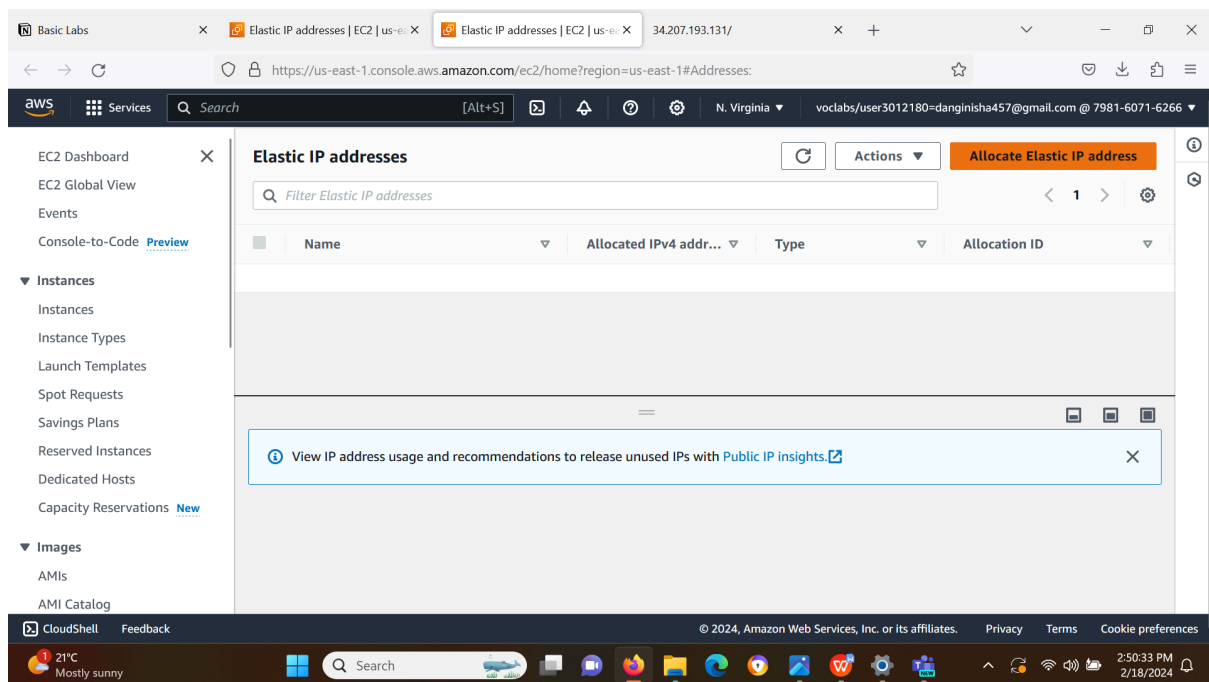 Basic Labs
Elastic IP addresses | EC2 | us-ea
Elastic IP addresses | EC2 | us-ea
34.207.193.131/
https://us-east-1.console.aws.amazon.com/ec2/home?region=us-east-1#Addresses:
aws
Services
Search
[Alt+S]
N. Virginia
voclabs/user3012180=danginisha457@gmail.com @ 7981-6071-6266
EC2 Dashboard
EC2 Global View
Events
Console-to-Code Preview
Instances
Instances
Instance Types
Launch Templates
Spot Requests
Savings Plans
Reserved Instances
Dedicated Hosts
Capacity Reservations New
Images
AMIs
AMI Catalog
Elastic IP addresses
Actions
Allocate Elastic IP address
Filter Elastic IP addresses
1
Name
Allocated IPv4 addr...
Type
Allocation ID
View IP address usage and recommendations to release unused IPs with Public IP insights.
CloudShell
Feedback
© 2024, Amazon Web Services, Inc. or its affiliates.
Privacy
Terms
Cookie preferences
1
21°C
Mostly sunny
Search
NEW
2:50:33 PM
2/18/2024